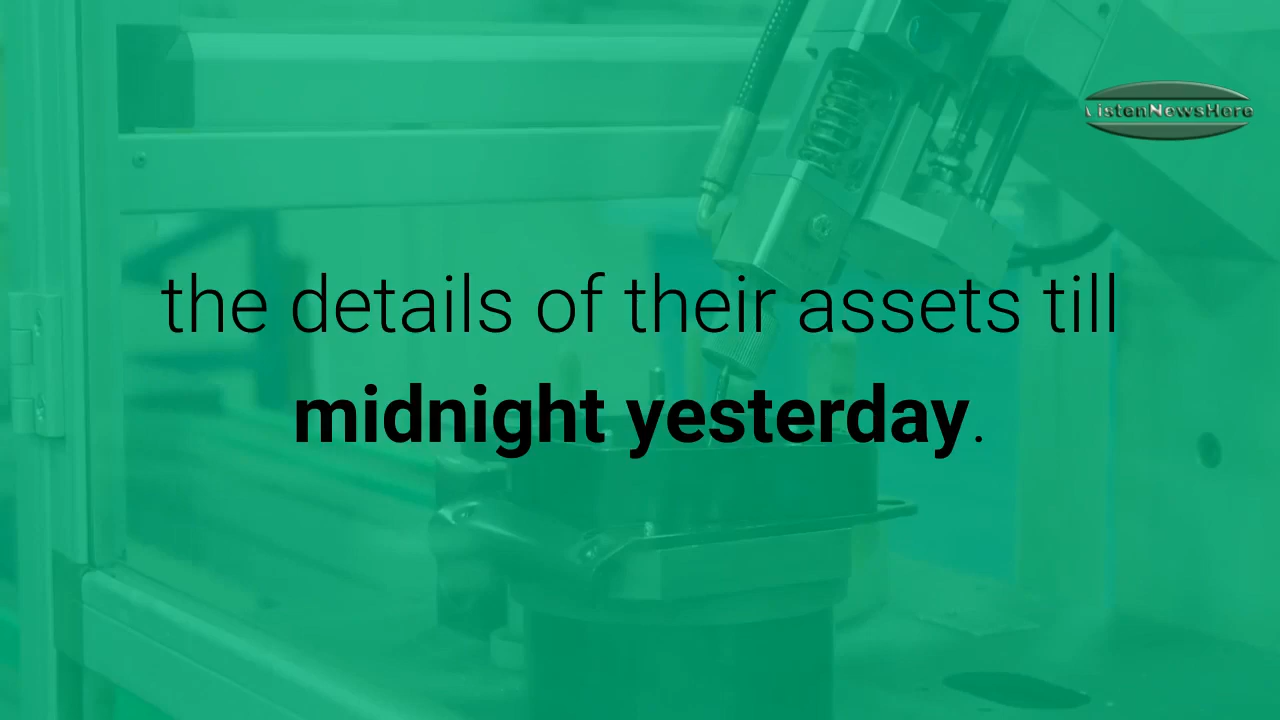 ListenNewsHere
the details of their assets till
midnight yesterday.